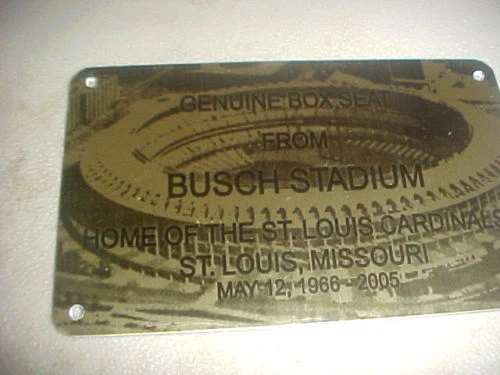 GENUINE BOX SEAT
FROM
BUSCH STADIUM
HOME OF THE ST. LOUIS CARDINALS
ST. LOUIS, MISSOURI
MAY 12, 1966 - 2005